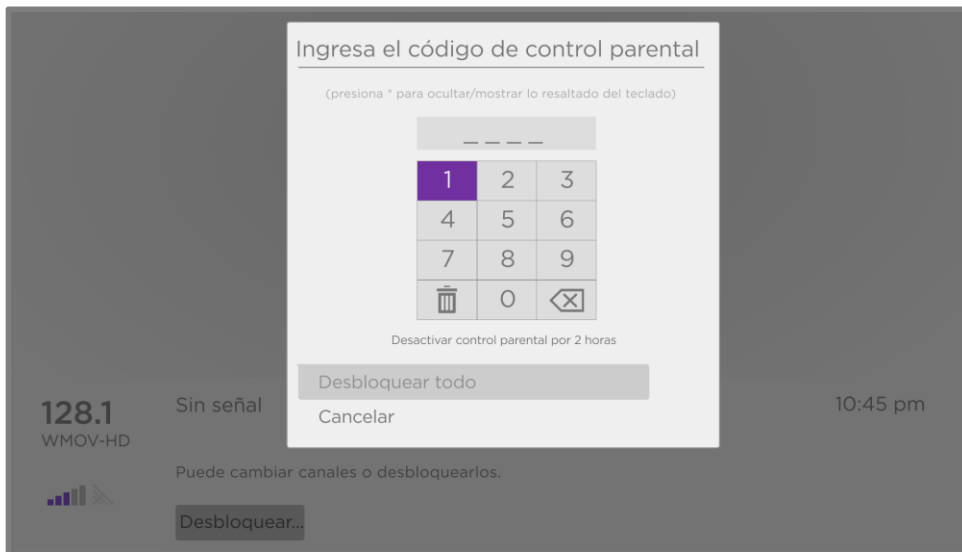 Ingresa el código de control parental
(presiona * para ocultar/mostrar lo resaltado del teclado)
_ _ _ _
1 2 3
4 5 6
7 8 9
0
Desactivar control parental por 2 horas
Desbloquear todo
Cancelar
128.1
WMOV-HD
Sin señal
10:45 pm
Puede cambiar canales o desbloquearlos.
Desbloquear...